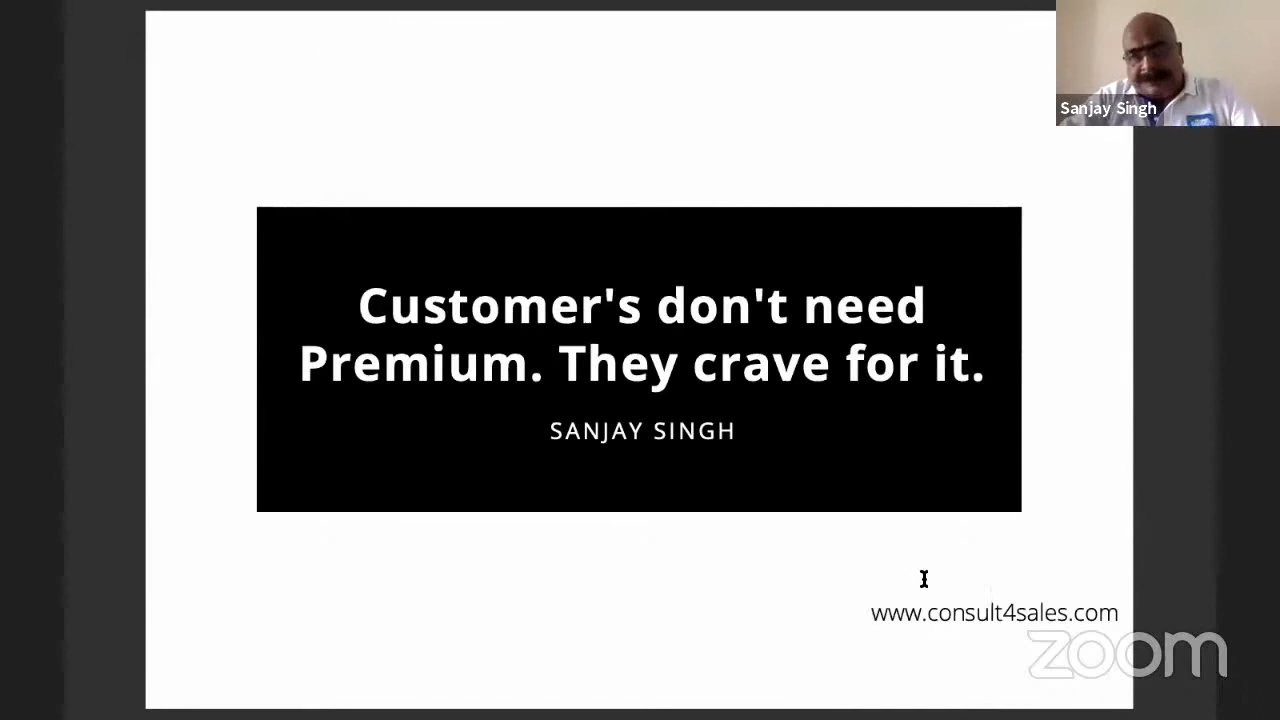 Sanjay Singh
Customer's don't need
Premium. They crave for it.
SANJAY SINGH
www.consult4sales.com
zoom